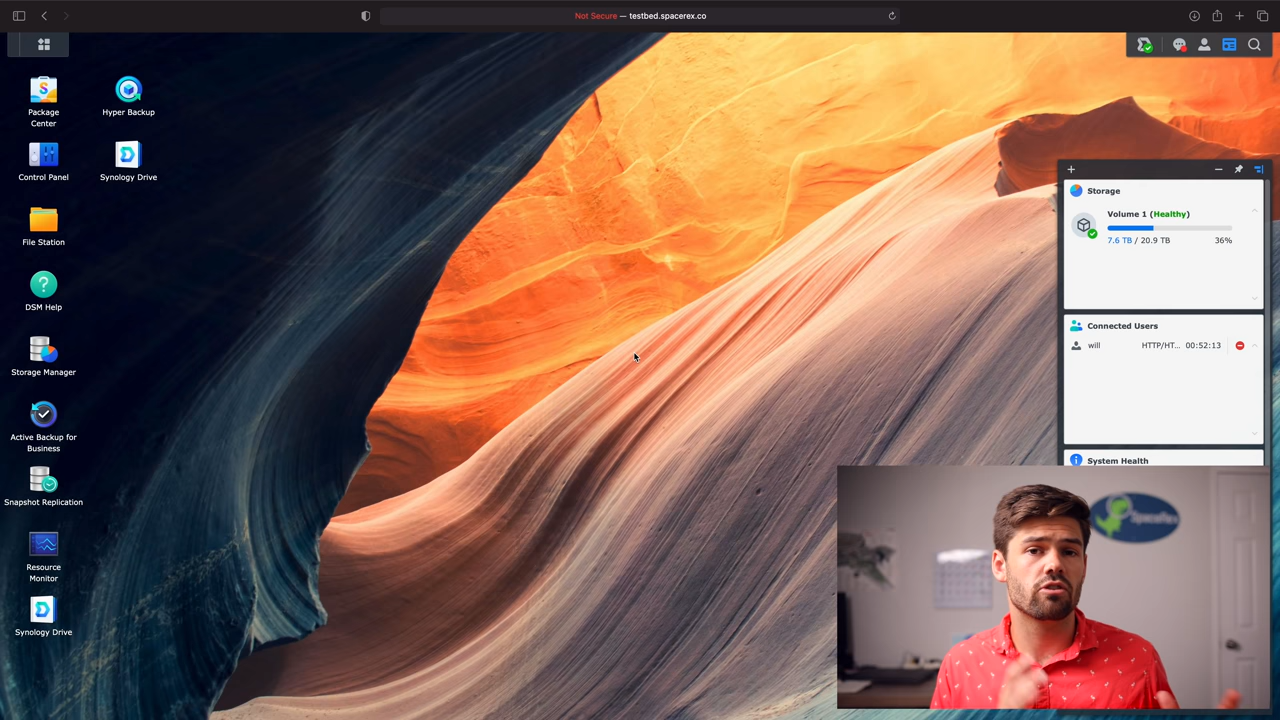 Not Secure — testbed.spacerex.co
Package
Center
Hyper Backup
Control Panel
Synology Drive
File Station
DSM Help
Storage Manager
Active Backup for
Business
Snapshot Replication
Resource
Monitor
Synology Drive
Storage
Volume 1 (Healthy)
7.6 TB / 20.9 TB 36%
Connected Users
will HTTP/HT... 00:52:13
System Health
SpaceRex